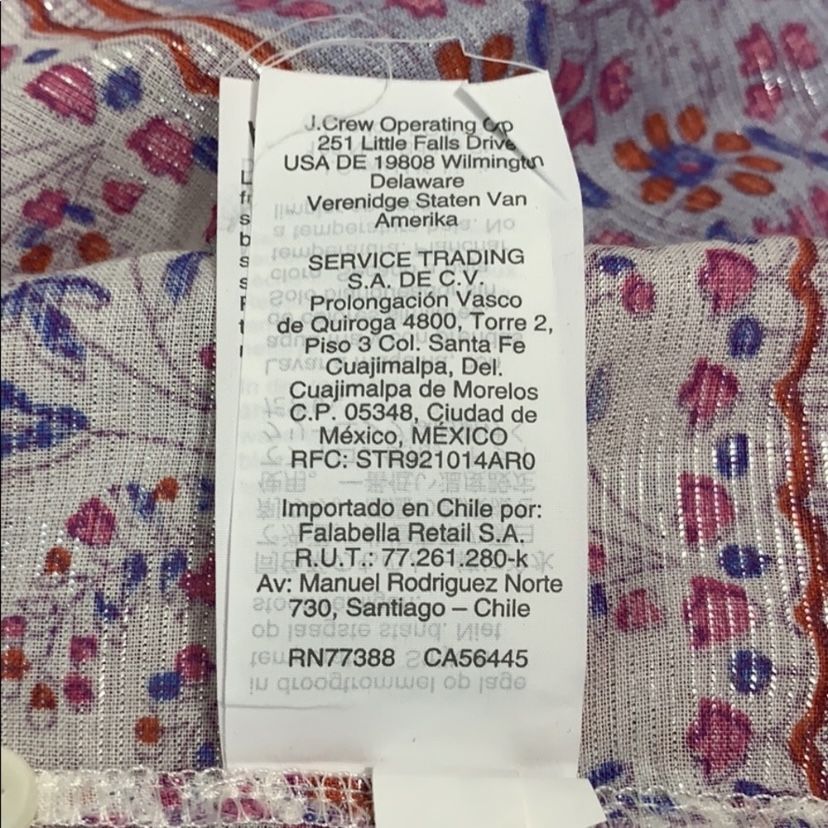 J.Crew Operating Crp
251 Little Falls Drive
USA DE 19808 Wilmington
Delaware
Verenidge Staten Van
Amerika
SERVICE TRADING
S.A. DE C.V.
Prolongación Vasco
de Quiroga 4800, Torre 2,
Piso 3 Col. Santa Fe
Cuajimalpa, Del.
Cuajimalpa de Morelos
C.P. 05348, Ciudad de
México, MÉXICO
RFC: STR921014AR0
Importado en Chile por:
Falabella Retail S.A.
R.U.T.: 77.261.280-k
Av: Manuel Rodriguez Norte
730, Santiago – Chile
RN77388 CA56445